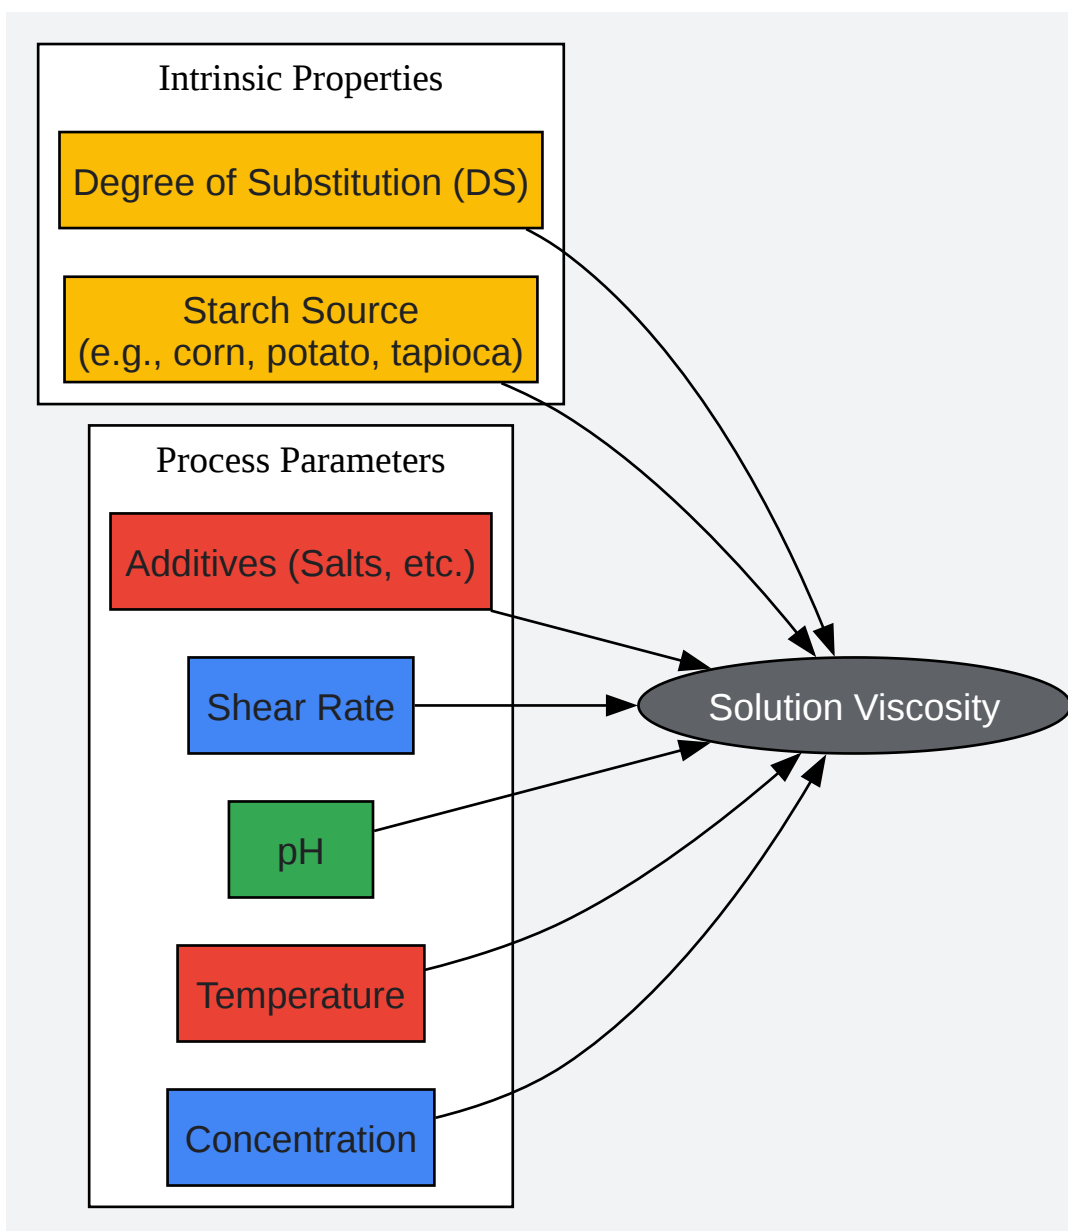 Intrinsic Properties
Degree of Substitution (DS)
Starch Source
(e.g., corn, potato, tapioca)
Process Parameters
Additives (Salts, etc.)
Shear Rate
Solution Viscosity
pH
Temperature
Concentration